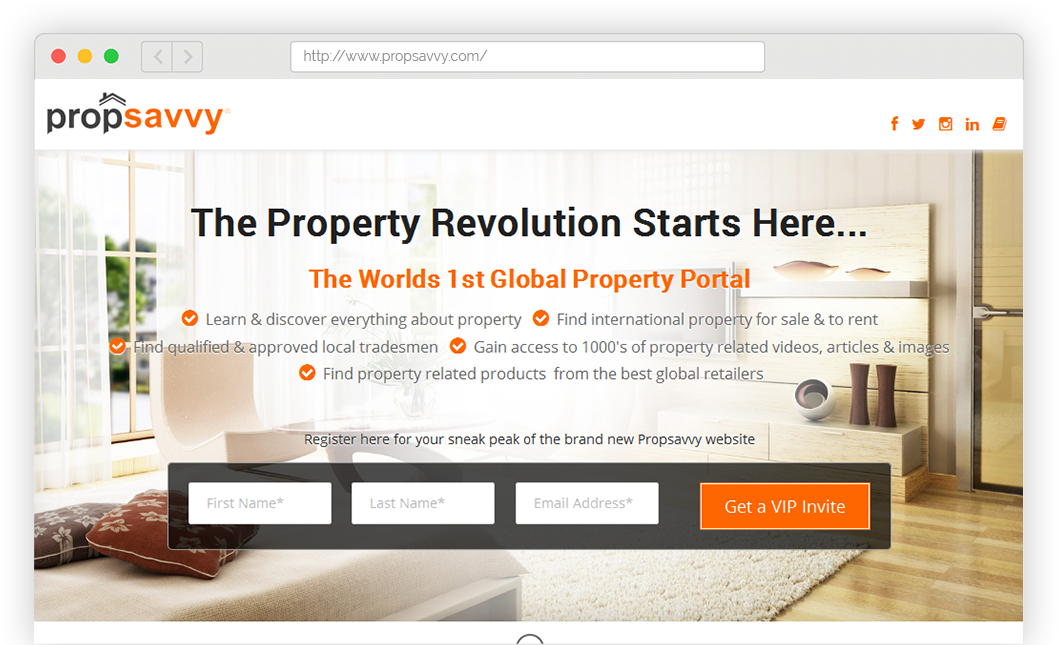 http://www.propsavvy.com/
propsavvy
The Property Revolution Starts Here...
The Worlds 1st Global Property Portal
Learn & discover everything about property Find international property for sale & to rent
Find qualified & approved local tradesmen Gain access to 1000's of property related videos, articles & images
Find property related products from the best global retailers
Register here for your sneak peak of the brand new Propsavvy website
First Name* Last Name* Email Address* Get a VIP Invite